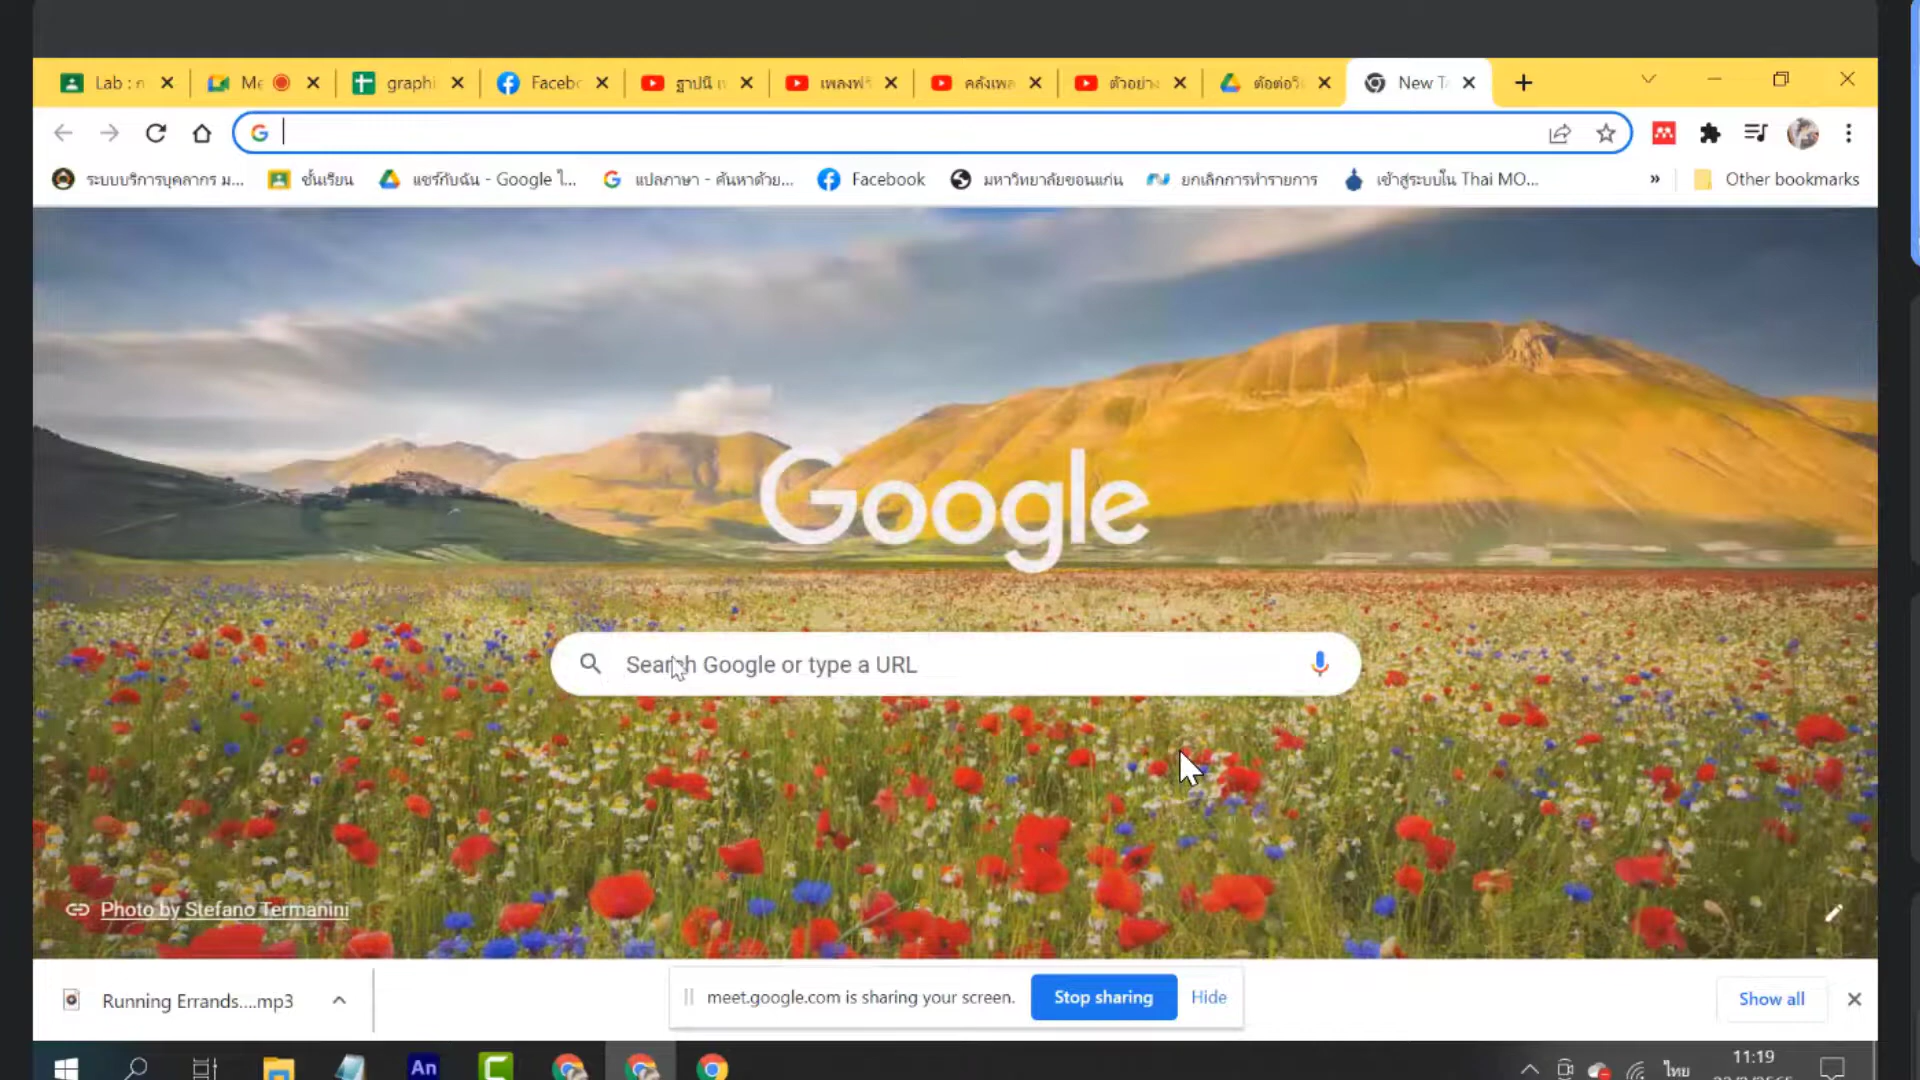 Lab : ก
Me
graphi
Facebo
ฐาปนี เ
เพลงฟรี
คลังเพล
ตัวอย่าง
ตัดต่อวิ
New Ta
ระบบบริการบุคลากร ม...
ชั้นเรียน
แชร์กับฉัน - Google ไ...
แปลภาษา - ค้นหาด้วย...
Facebook
มหาวิทยาลัยขอนแก่น
ยกเลิกการทำรายการ
เข้าสู่ระบบใน Thai MO...
»
Other bookmarks
Google
Search Google or type a URL
Photo by Stefano Termanini
Running Errands....mp3
meet.google.com is sharing your screen.
Stop sharing
Hide
Show all
An
ไทย
11:19